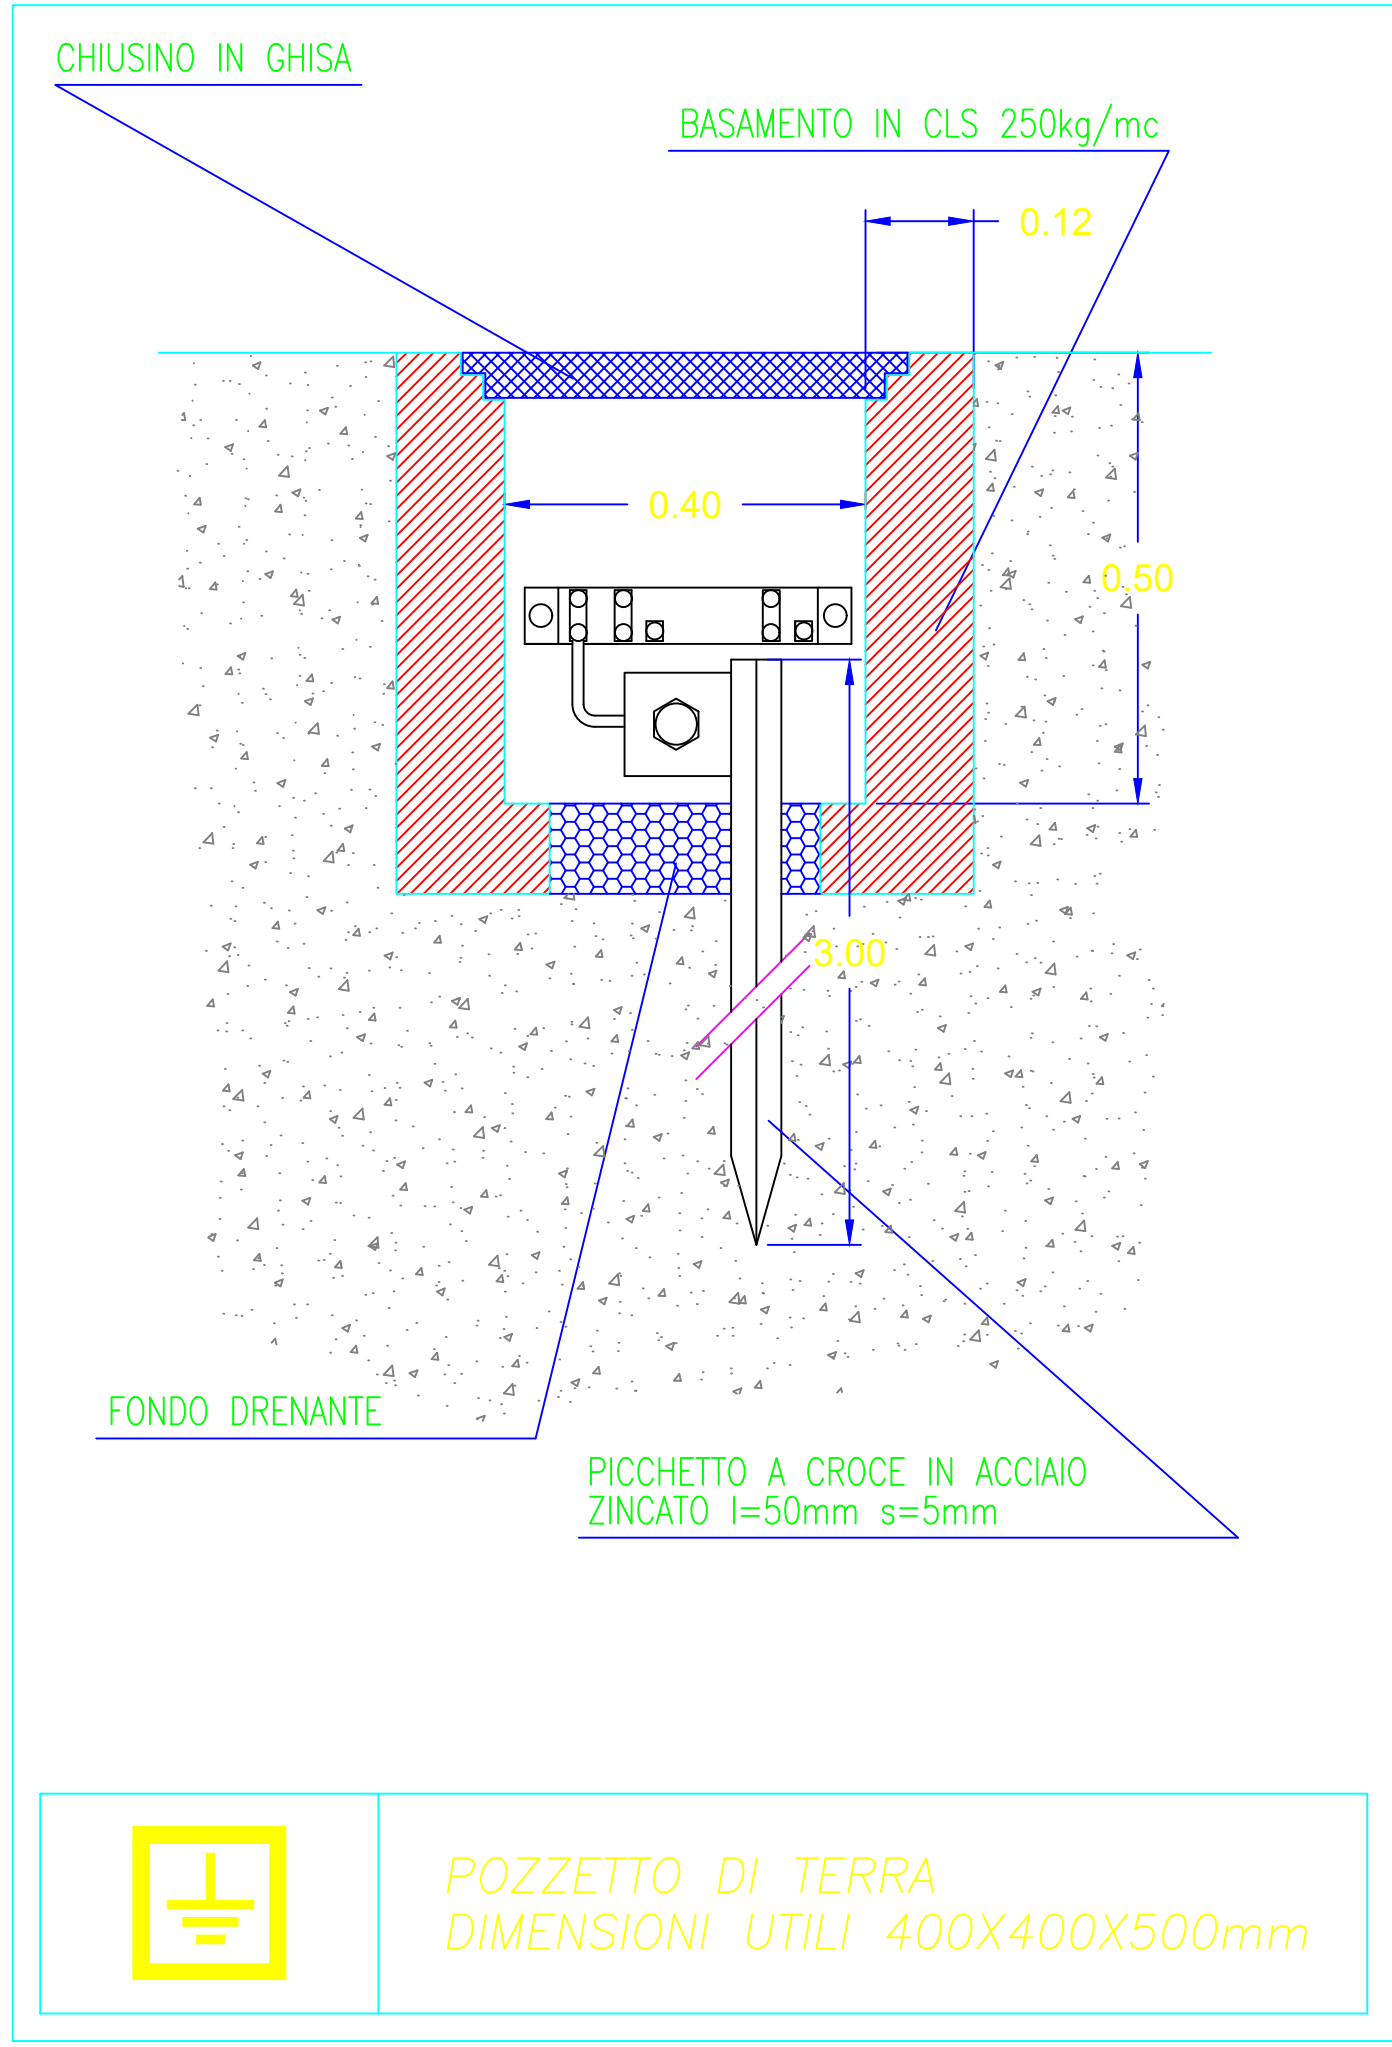 CHIUSINO IN GHISA
BASAMENTO IN CLS 250kg/mc
0.12
0.40
0.50
3.00
FONDO DRENANTE
PICCHETTO A CROCE IN ACCIAIO
ZINCATO l=50mm s=5mm
POZZETTO DI TERRA
DIMENSIONI UTILI 400X400X500mm